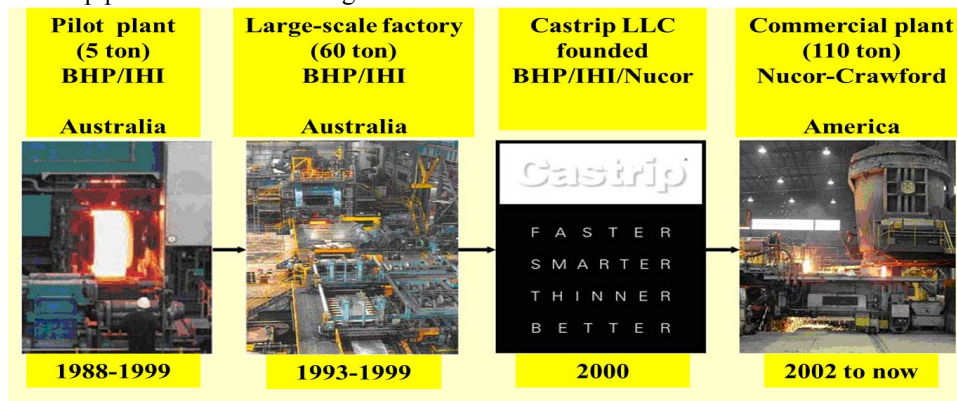 Pilot plant
(5 ton)
BHP/IHI
Australia
1988-1999
Large-scale factory
(60 ton)
BHP/IHI
Australia
1993-1999
Castrip LLC
founded
BHP/IHI/Nucor
Castrip
FASTER
SMARTER
THINNER
BETTER
2000
Commercial plant
(110 ton)
Nucor-Crawford
America
2002 to now